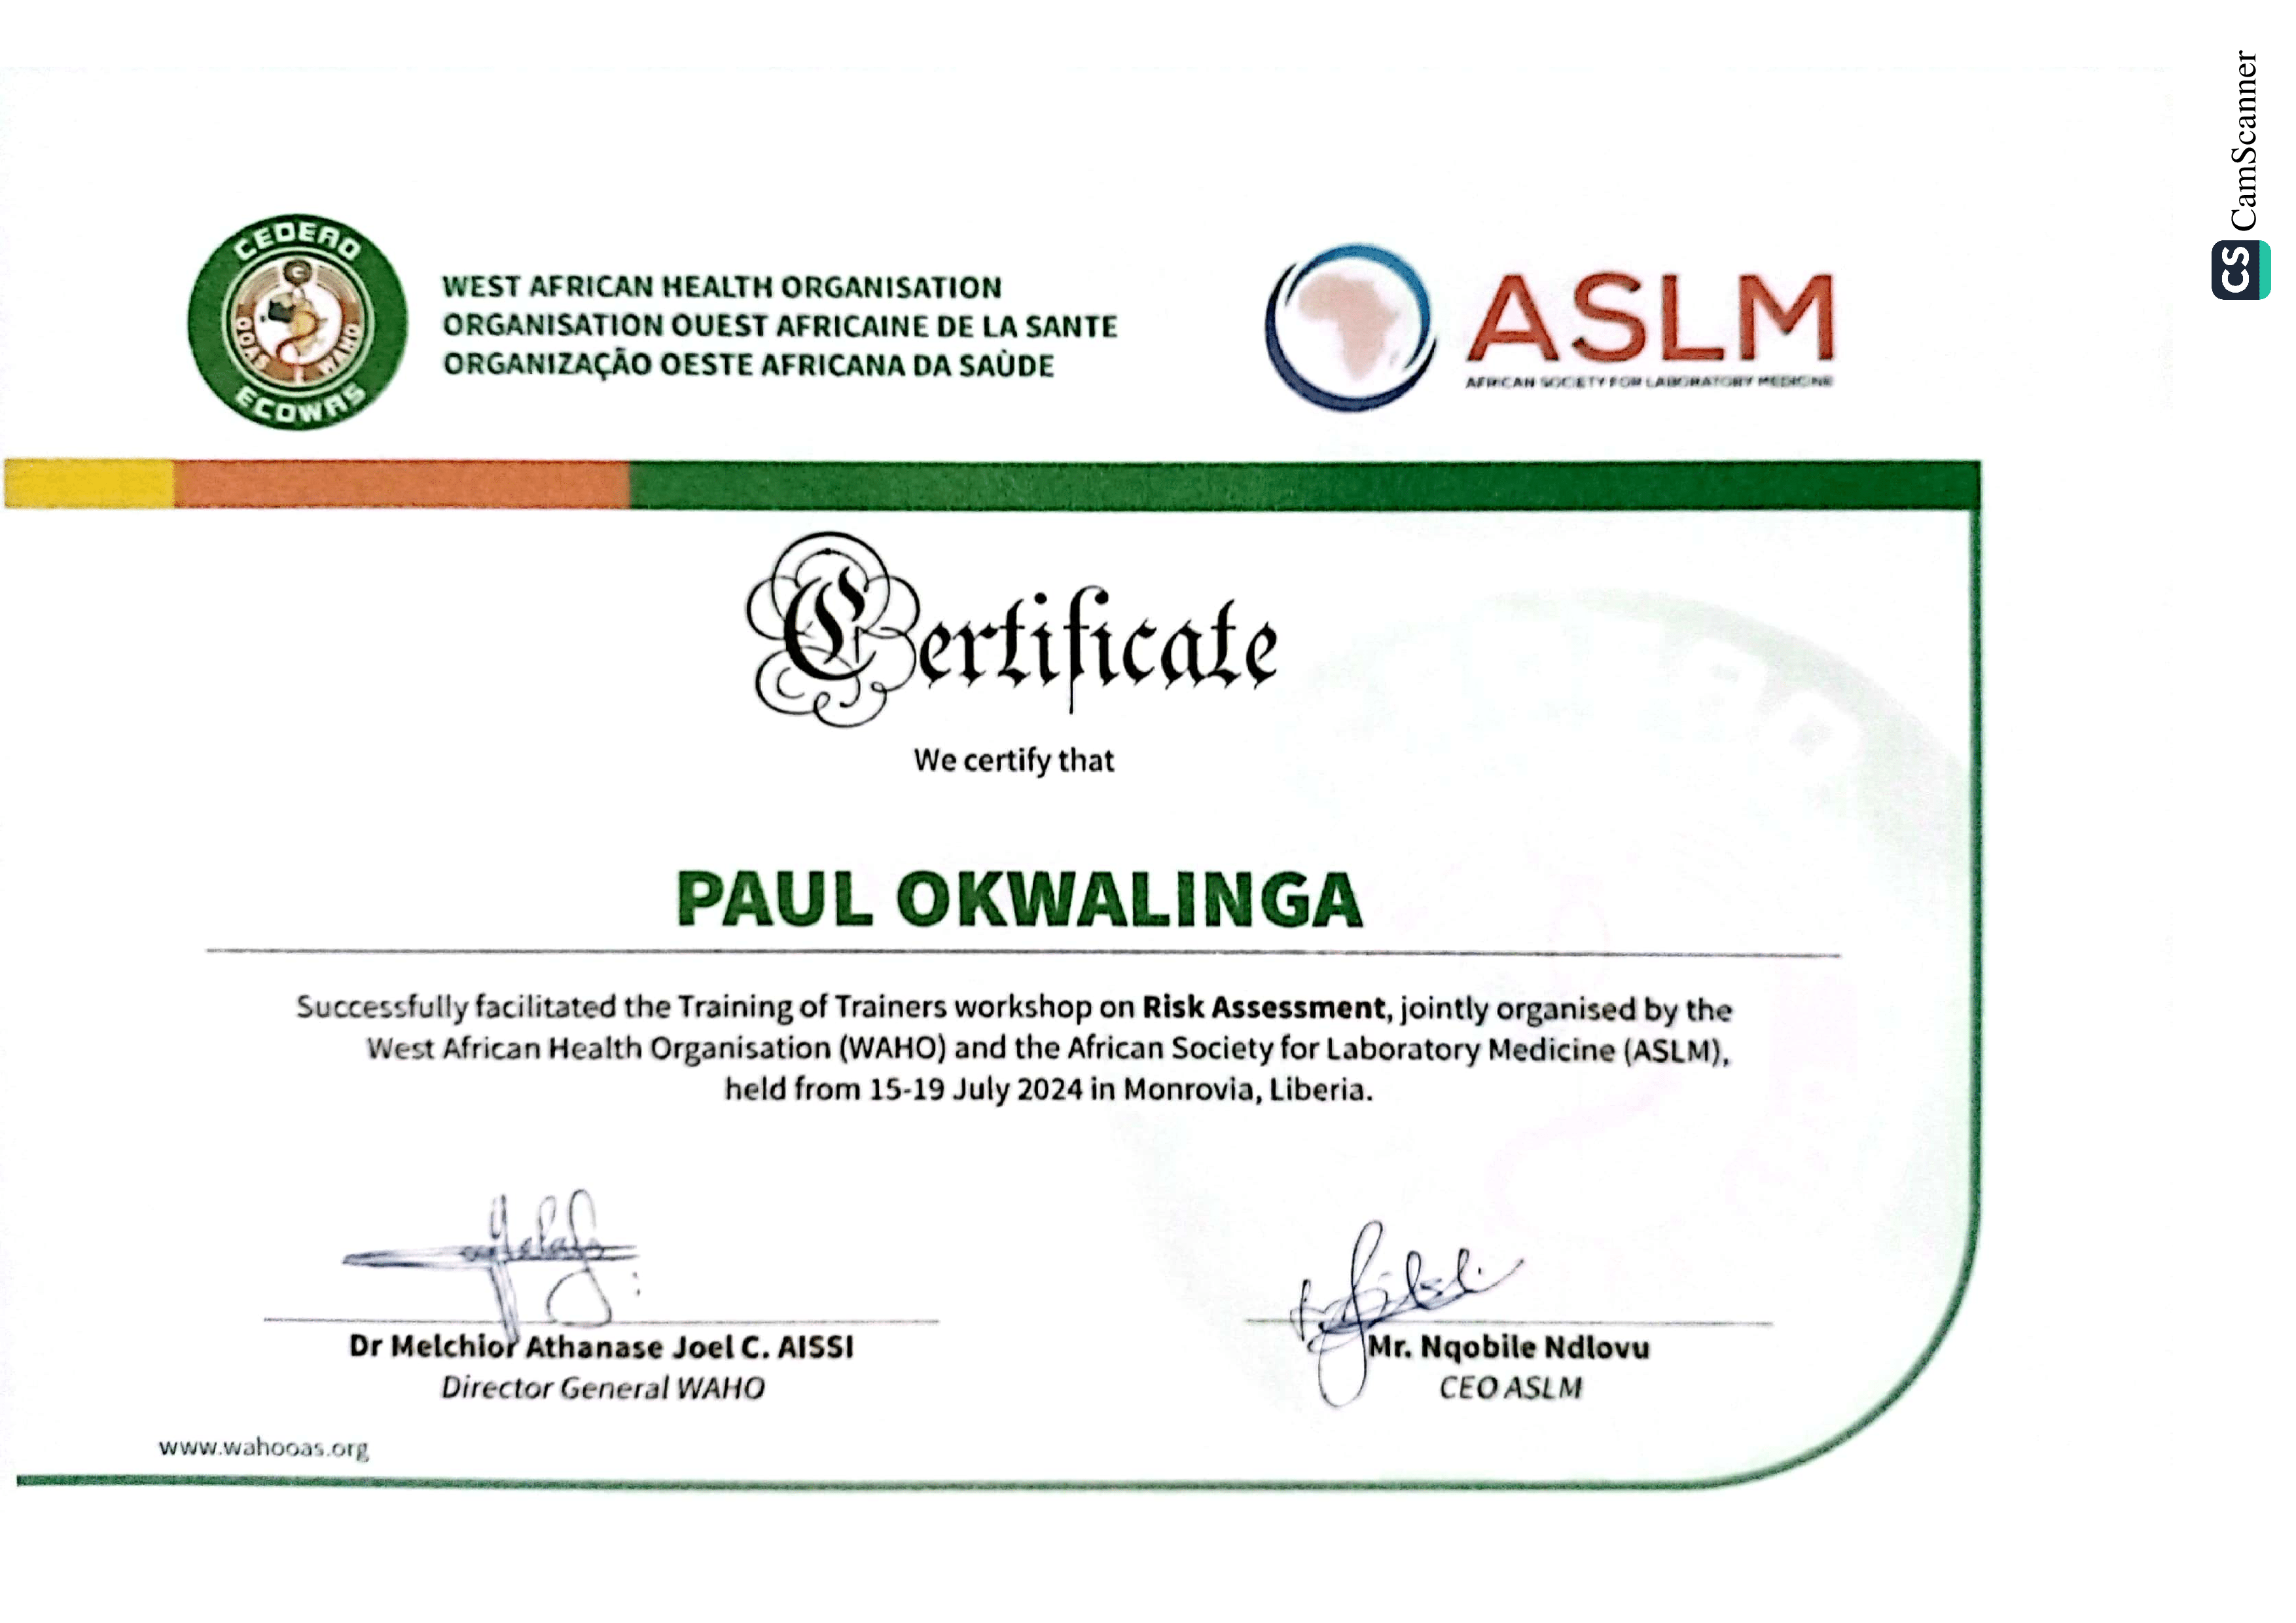 CEDEAO
OOAS WAHO
ECOWAS
WEST AFRICAN HEALTH ORGANISATION
ORGANISATION OUEST AFRICAINE DE LA SANTE
ORGANIZAÇÃO OESTE AFRICANA DA SAÙDE
ASLM
AFRICAN SOCIETY FOR LABORATORY MEDICINE
CS CamScanner
Certificate
We certify that
PAUL OKWALINGA
Successfully facilitated the Training of Trainers workshop on Risk Assessment, jointly organised by the
West African Health Organisation (WAHO) and the African Society for Laboratory Medicine (ASLM),
held from 15-19 July 2024 in Monrovia, Liberia.
Dr Melchior Athanase Joel C. AISSI
Director General WAHO
Mr. Nqobile Ndlovu
CEO ASLM
www.wahooas.org